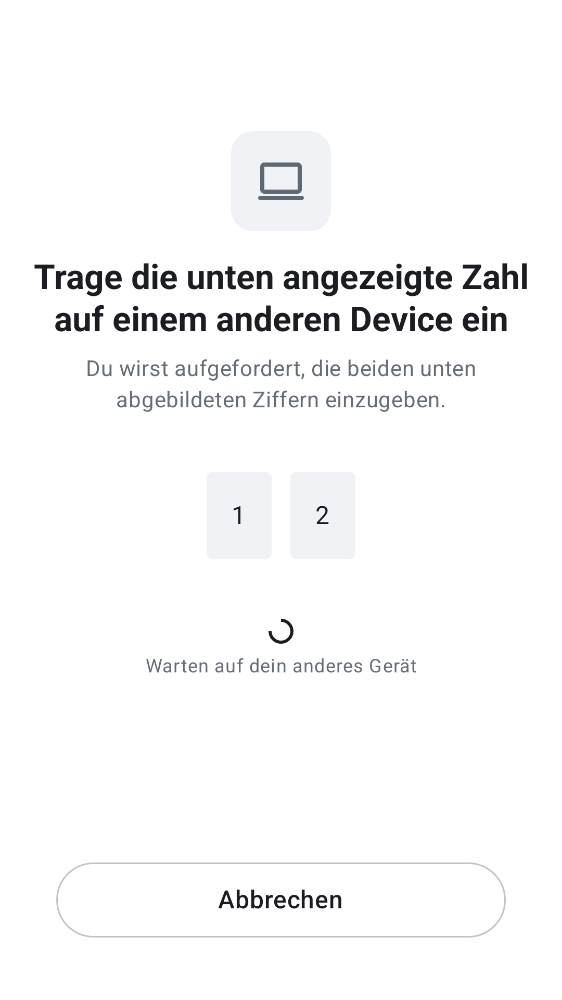 Trage die unten angezeigte Zahl
auf einem anderen Device ein
Du wirst aufgefordert, die beiden unten
abgebildeten Ziffern einzugeben.
1 2
Warten auf dein anderes Gerät
Abbrechen